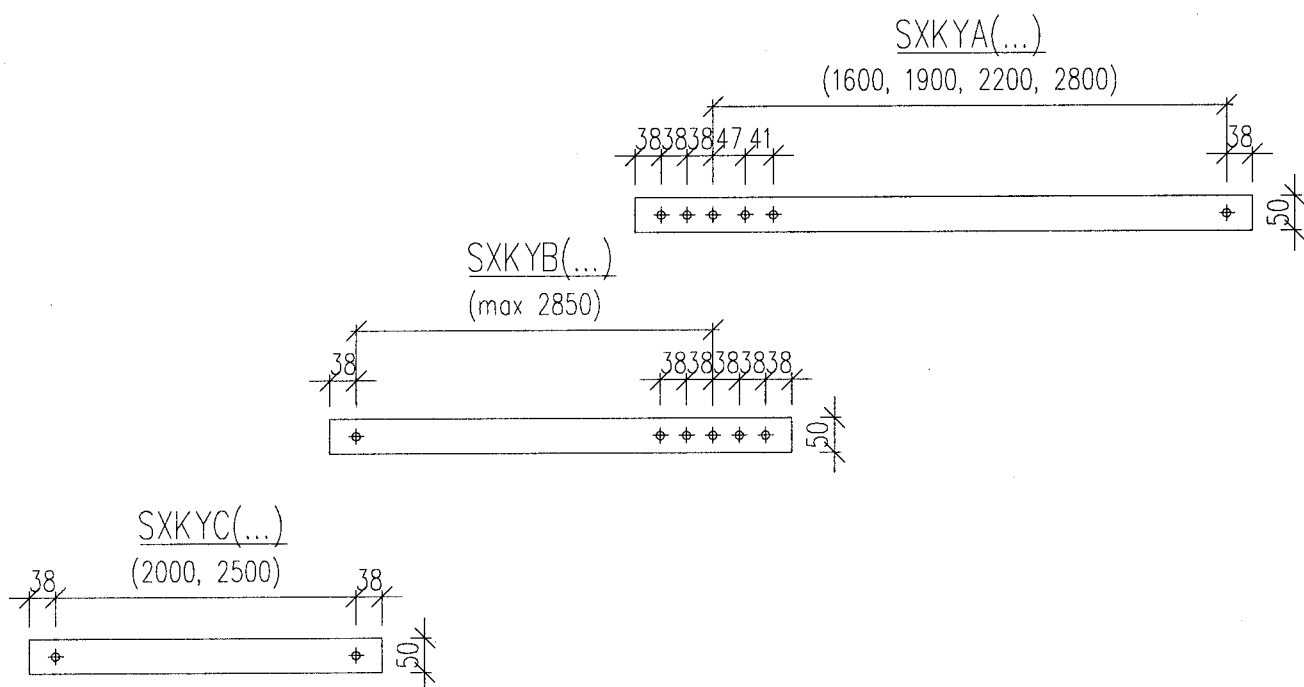 SXKYA(...)
(1600, 1900, 2200, 2800)
38 38 38 47 41
38
50
SXKYB(...)
(max 2850)
38
38 38 38 38 38
50
SXKYC(...)
(2000, 2500)
38
38
50